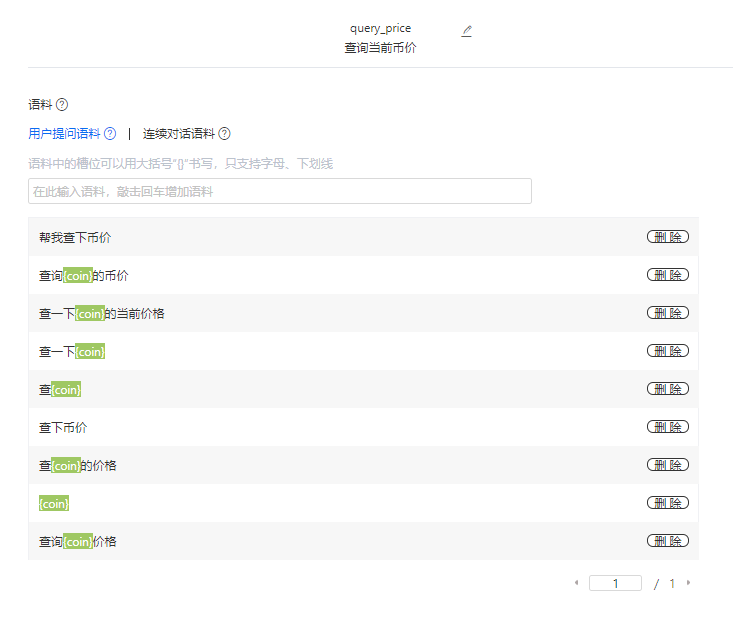 query_price
查询当前币价
语料 ?
用户提问语料 ? | 连续对话语料 ?
语料中的槽位可以用大括号"{}"书写，只支持字母、下划线
在此输入语料，敲击回车增加语料
帮我查下币价 删 除
查询{coin}的币价 删 除
查一下{coin}的当前价格 删 除
查一下{coin} 删 除
查{coin} 删 除
查下币价 删 除
查{coin}的价格 删 除
{coin} 删 除
查询{coin}价格 删 除
1 / 1